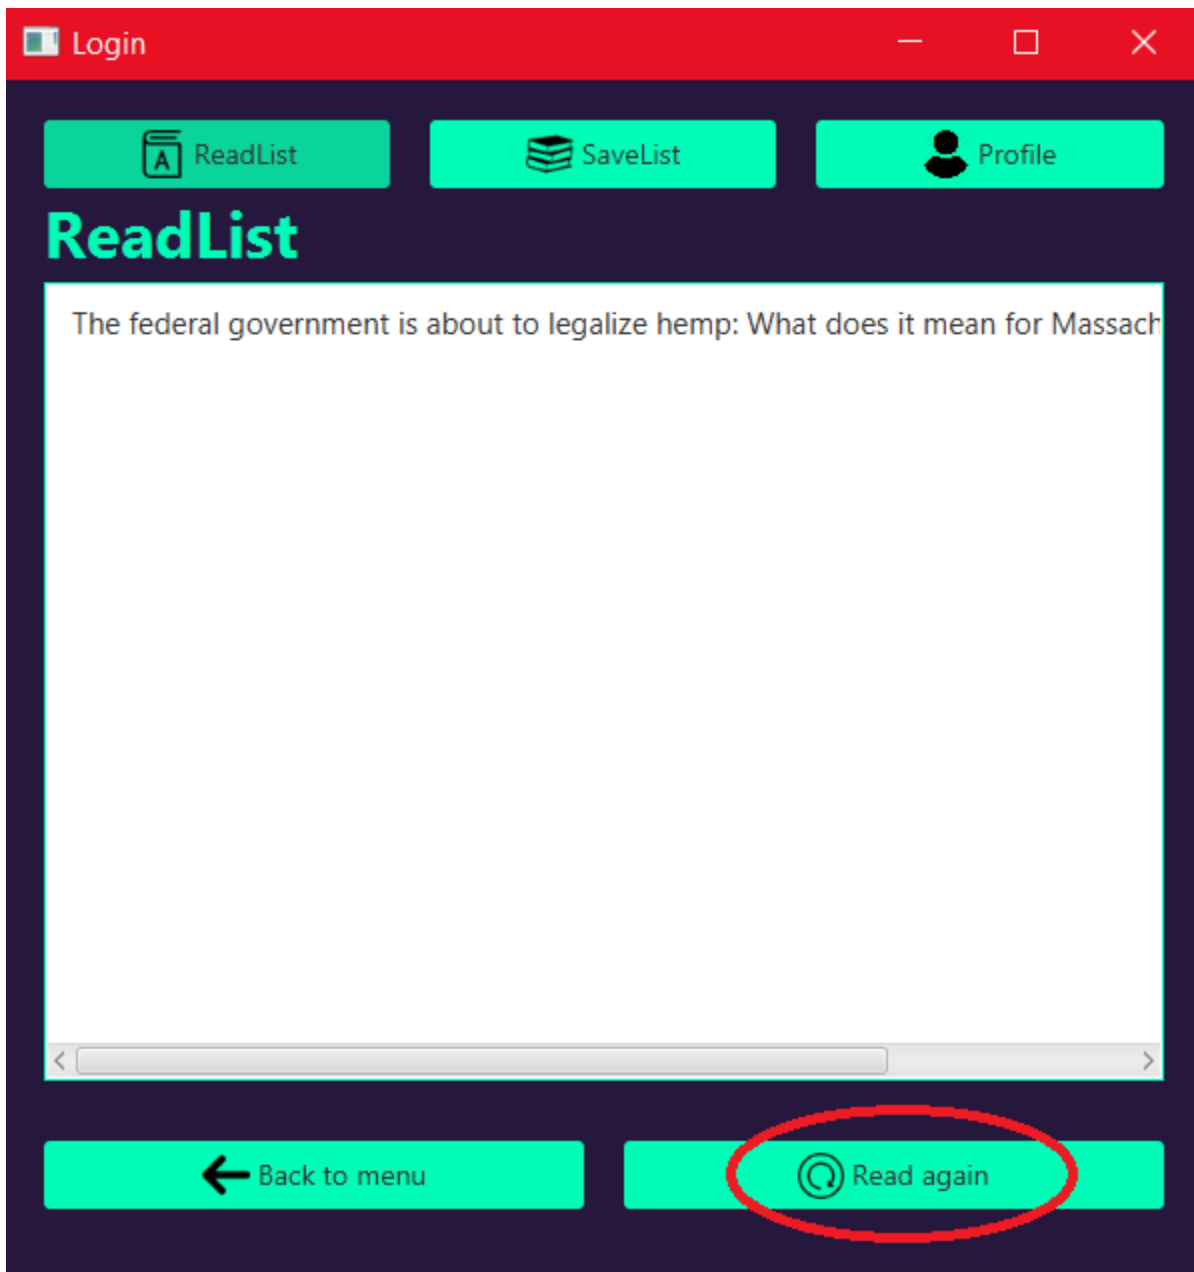 Login
ReadList SaveList Profile
ReadList
The federal government is about to legalize hemp: What does it mean for Massach
Back to menu Read again